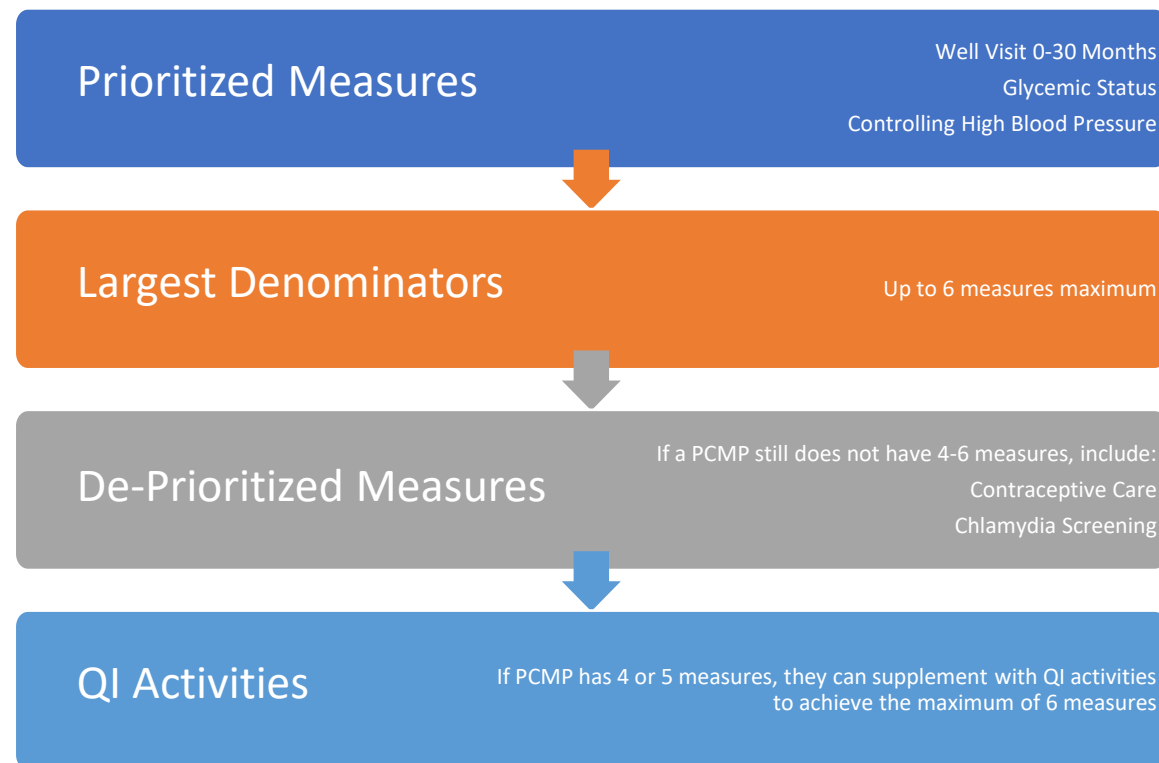 Prioritized Measures
Well Visit 0-30 Months
Glycemic Status
Controlling High Blood Pressure
Largest Denominators
Up to 6 measures maximum
De-Prioritized Measures
If a PCMP still does not have 4-6 measures, include:
Contraceptive Care
Chlamydia Screening
QI Activities
If PCMP has 4 or 5 measures, they can supplement with QI activities
to achieve the maximum of 6 measures